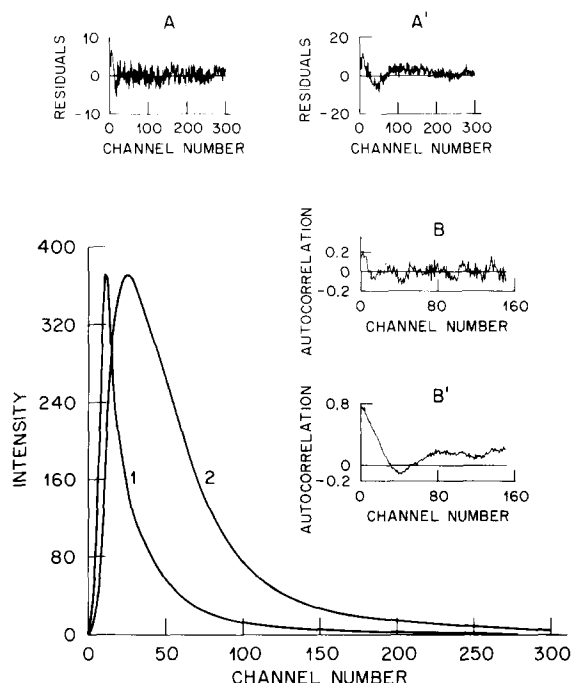 A
RESIDUALS
10
0
-10
0 100 200 300
CHANNEL NUMBER
A'
RESIDUALS
20
0
-20
0 100 200 300
CHANNEL NUMBER
B
AUTOCORRELATION
0.2
0
-0.2
0 80 160
CHANNEL NUMBER
B'
AUTOCORRELATION
0.8
0
-0.2
0 80 160
CHANNEL NUMBER
INTENSITY
400
320
240
160
80
0
1
2
0 50 100 150 200 250 300
CHANNEL NUMBER